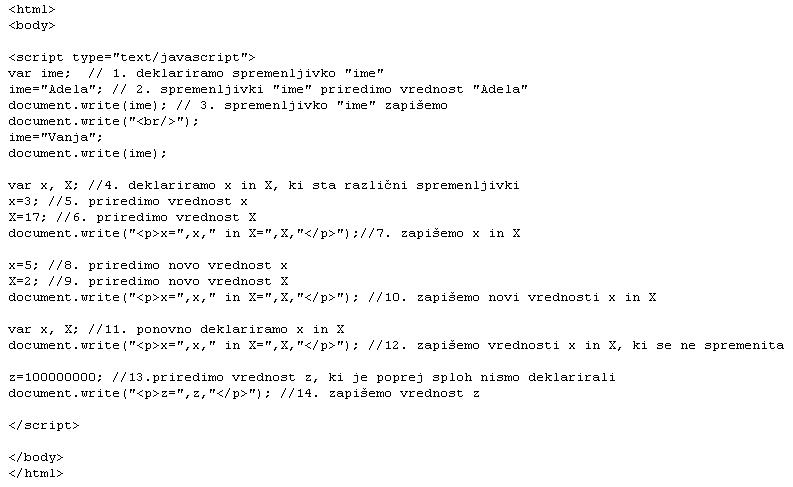 <html>
<body>
<script type="text/javascript">
var ime;  // 1. deklariramo spremenljivko "ime"
ime="Adela"; // 2. spremenljivki "ime" priredimo vrednost "Adela"
document.write(ime); // 3. spremenljivko "ime" zapišemo
document.write("<br/>");
ime="Vanja";
document.write(ime);
var x, X; //4. deklariramo x in X, ki sta različni spremenljivki
x=3; //5. priredimo vrednost x
X=17; //6. priredimo vrednost X
document.write("<p>x=",x," in X=",X,"</p>");//7. zapišemo x in X
x=5; //8. priredimo novo vrednost x
X=2; //9. priredimo novo vrednost X
document.write("<p>x=",x," in X=",X,"</p>"); //10. zapišemo novi vrednosti x in X
var x, X; //11. ponovno deklariramo x in X
document.write("<p>x=",x," in X=",X,"</p>"); //12. zapišemo vrednosti x in X, ki se ne spremenita
z=100000000; //13.priredimo vrednost z, ki je poprej sploh nismo deklarirali
document.write("<p>z=",z,"</p>"); //14. zapišemo vrednost z
</script>
</body>
</html>